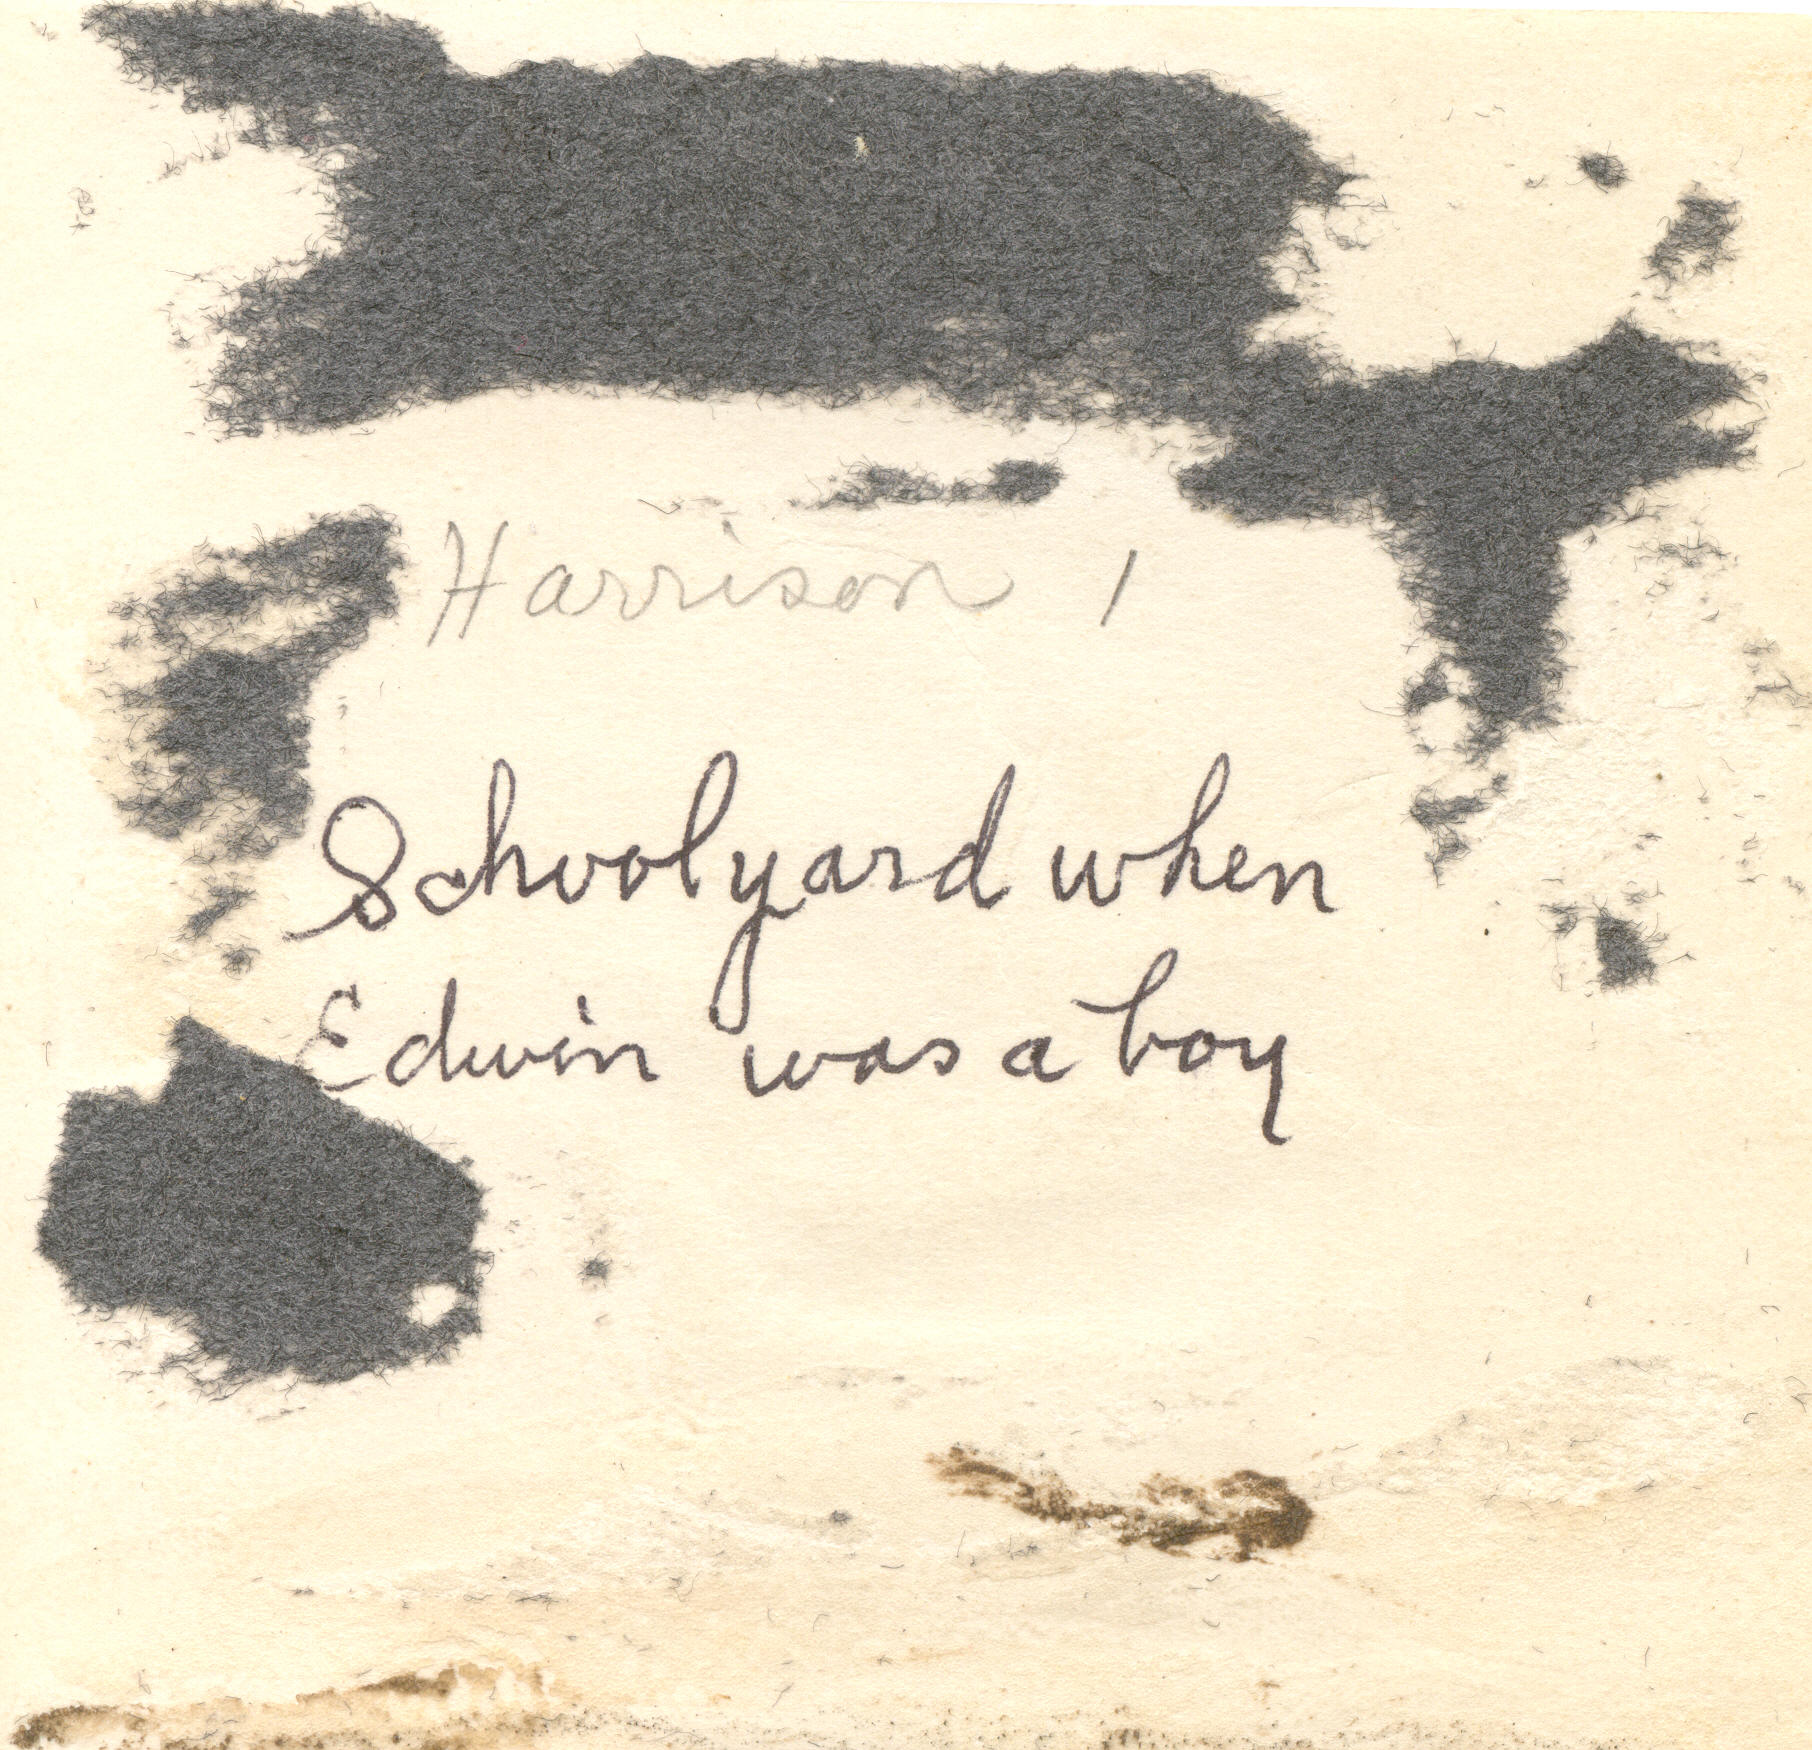 Harrison 1
Schoolyard when
Edwin was a boy